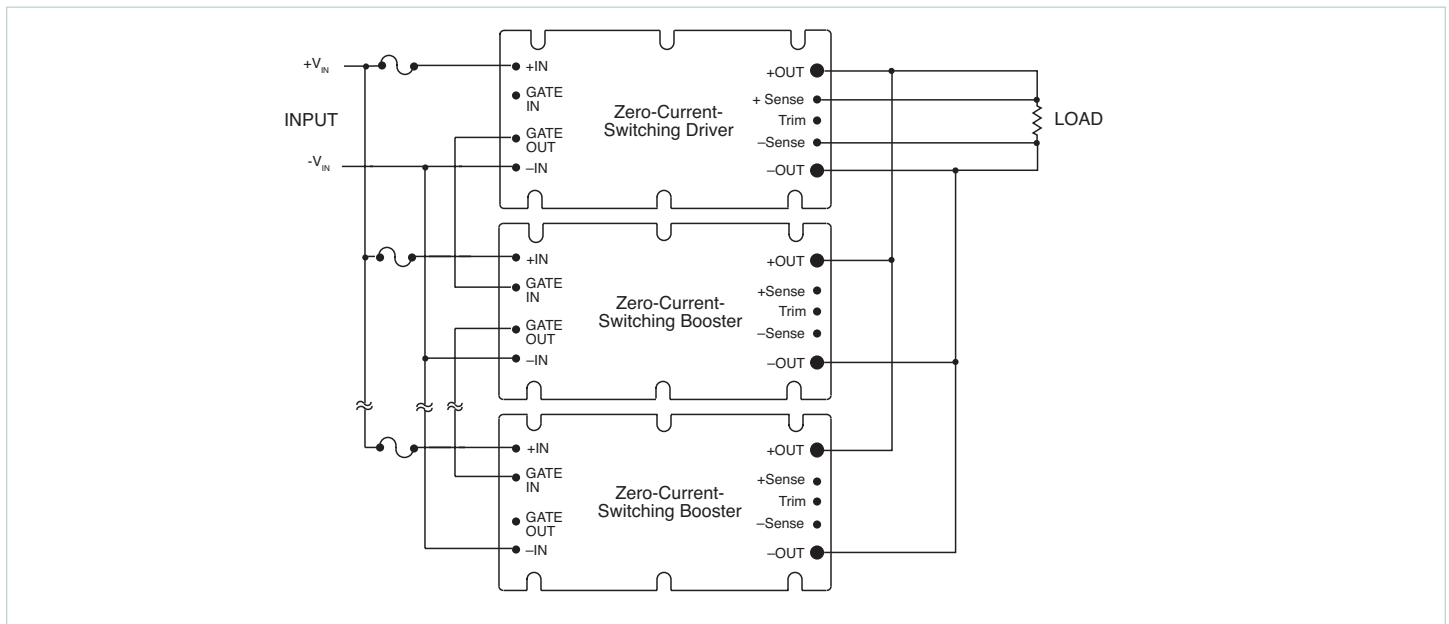 +VIN
INPUT
-VIN
+IN
GATE
IN
GATE
OUT
–IN
Zero-Current-
Switching Driver
+OUT
+ Sense
Trim
–Sense
–OUT
LOAD
+IN
GATE
IN
GATE
OUT
–IN
Zero-Current-
Switching Booster
+OUT
+Sense
Trim
–Sense
–OUT
+IN
GATE
IN
GATE
OUT
–IN
Zero-Current-
Switching Booster
+OUT
+Sense
Trim
–Sense
–OUT